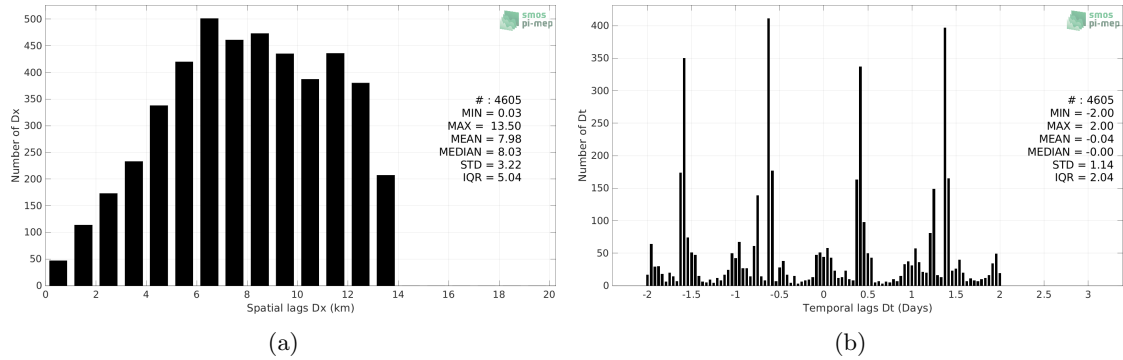 500
450
400
350
300
250
200
150
100
50
0
Number of Dx
0 2 4 6 8 10 12 14 16 18 20
Spatial lags Dx (km)
# : 4605
MIN = 0.03
MAX = 13.50
MEAN = 7.98
MEDIAN = 8.03
STD = 3.22
IQR = 5.04
smos
pi-mep
(a)
400
350
300
250
200
150
100
50
0
Number of Dt
-2 -1.5 -1 -0.5 0 0.5 1 1.5 2 2.5 3
Temporal lags Dt (Days)
# : 4605
MIN = -2.00
MAX = 2.00
MEAN = -0.04
MEDIAN = -0.00
STD = 1.14
IQR = 2.04
smos
pi-mep
(b)